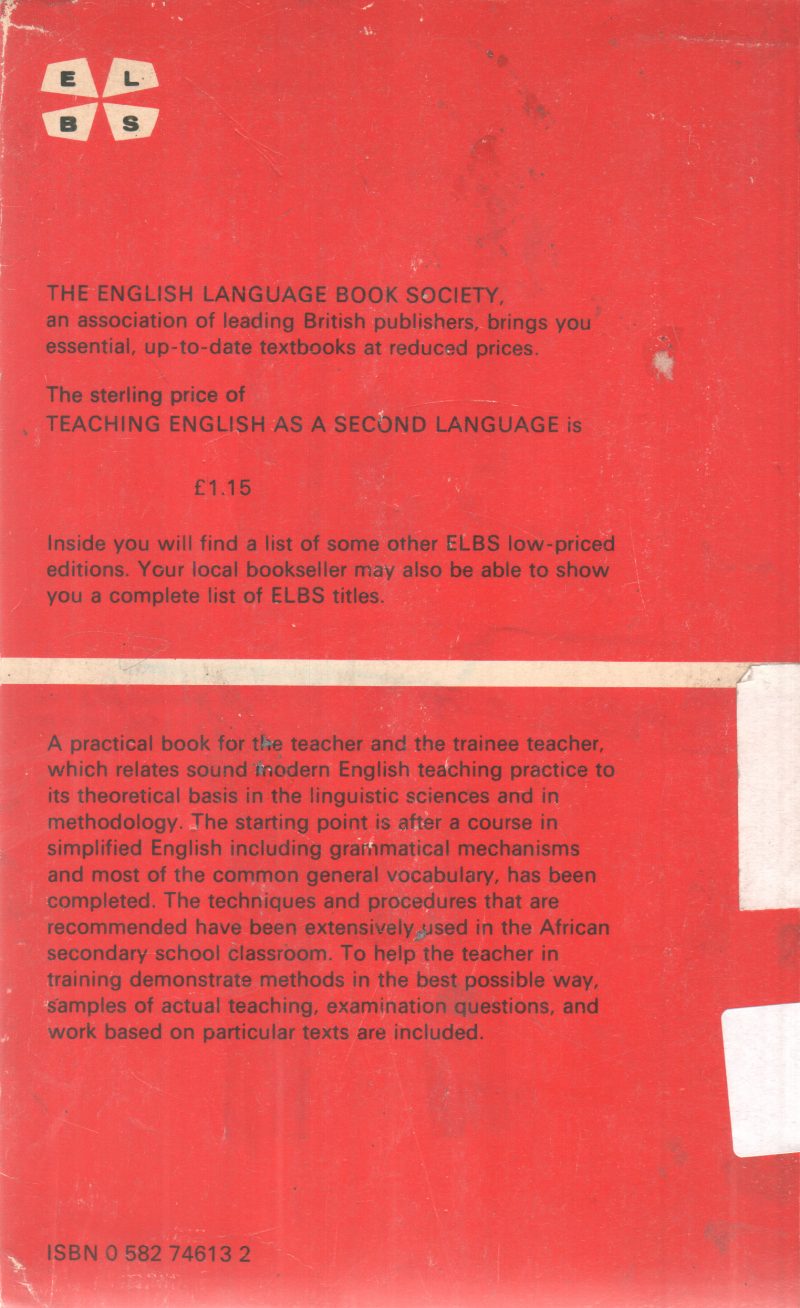 E L
B S
THE ENGLISH LANGUAGE BOOK SOCIETY,
an association of leading British publishers, brings you
essential, up-to-date textbooks at reduced prices.
The sterling price of
TEACHING ENGLISH AS A SECOND LANGUAGE is
£1.15
Inside you will find a list of some other ELBS low-priced
editions. Your local bookseller may also be able to show
you a complete list of ELBS titles.
A practical book for the teacher and the trainee teacher,
which relates sound modern English teaching practice to
its theoretical basis in the linguistic sciences and in
methodology. The starting point is after a course in
simplified English including grammatical mechanisms
and most of the common general vocabulary, has been
completed. The techniques and procedures that are
recommended have been extensively used in the African
secondary school classroom. To help the teacher in
training demonstrate methods in the best possible way,
samples of actual teaching, examination questions, and
work based on particular texts are included.
ISBN 0 582 74613 2